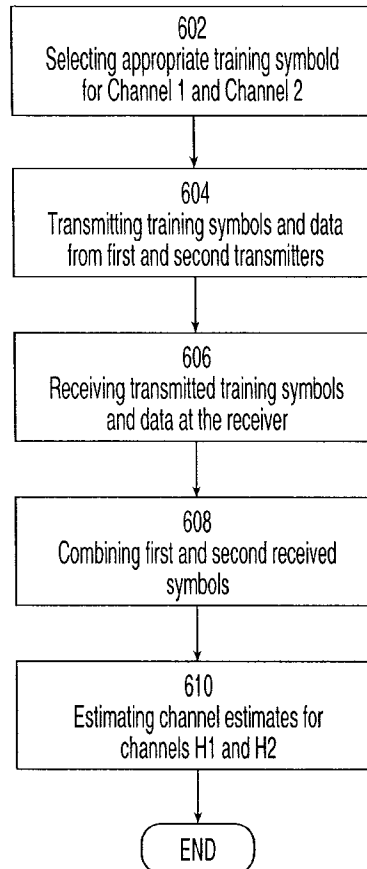 602
Selecting appropriate training symbold
for Channel 1 and Channel 2
604
Transmitting training symbols and data
from first and second transmitters
606
Receiving transmitted training symbols
and data at the receiver
608
Combining first and second received
symbols
610
Estimating channel estimates for
channels H1 and H2
END